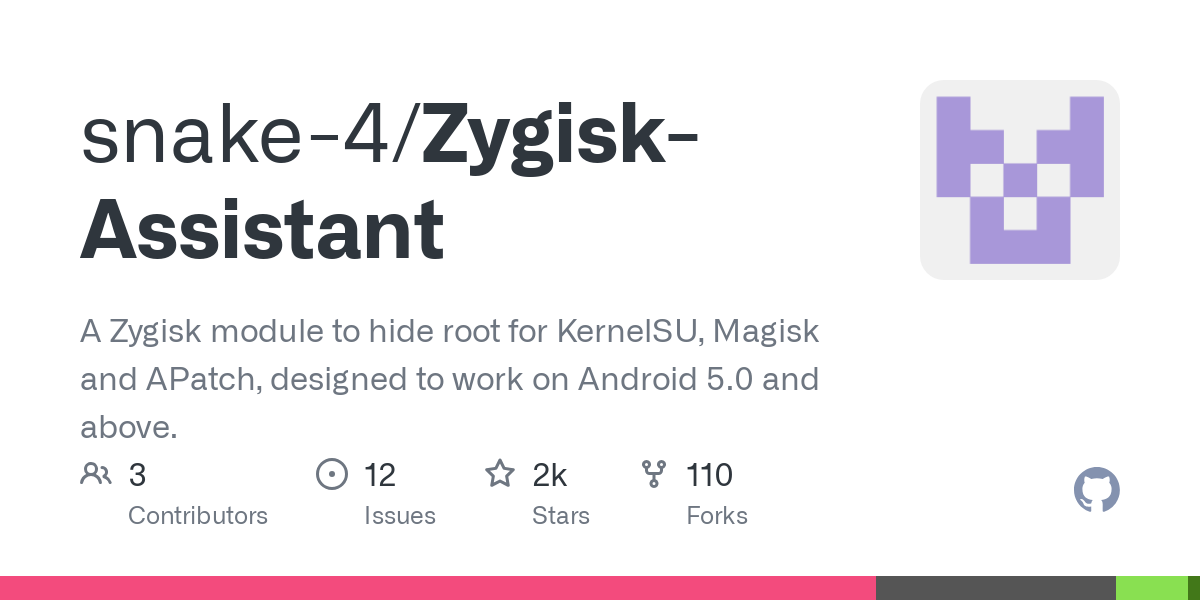 snake-4/Zygisk-
Assistant
A Zygisk module to hide root for KernelSU, Magisk
and APatch, designed to work on Android 5.0 and
above.
3 12 2k 110
Contributors Issues Stars Forks